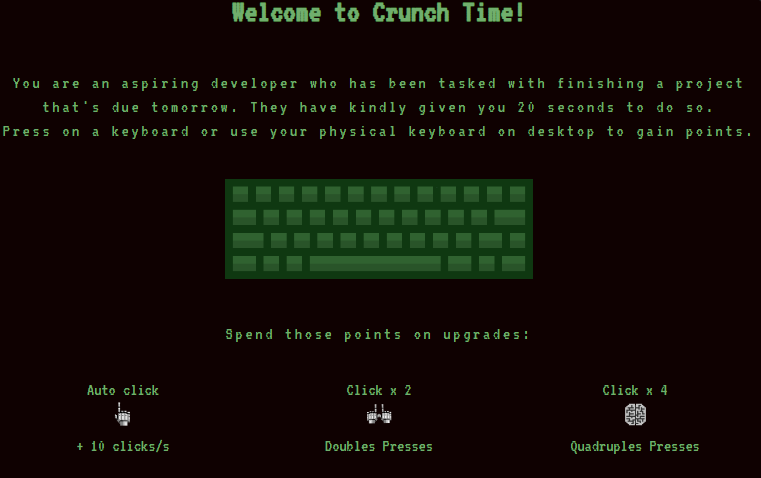 Welcome to Crunch Time!
You are an aspiring developer who has been tasked with finishing a project
that's due tomorrow. They have kindly given you 20 seconds to do so.
Press on a keyboard or use your physical keyboard on desktop to gain points.
Spend those points on upgrades:
Auto click Click x 2 Click x 4
+ 10 clicks/s Doubles Presses Quadruples Presses